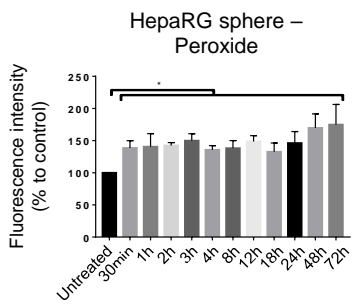 HepaRG sphere –
Peroxide
Fluorescence intensity
(% to control)
250
200
150
100
50
0
*
Untreated
30min
1h
2h
3h
4h
8h
12h
18h
24h
48h
72h